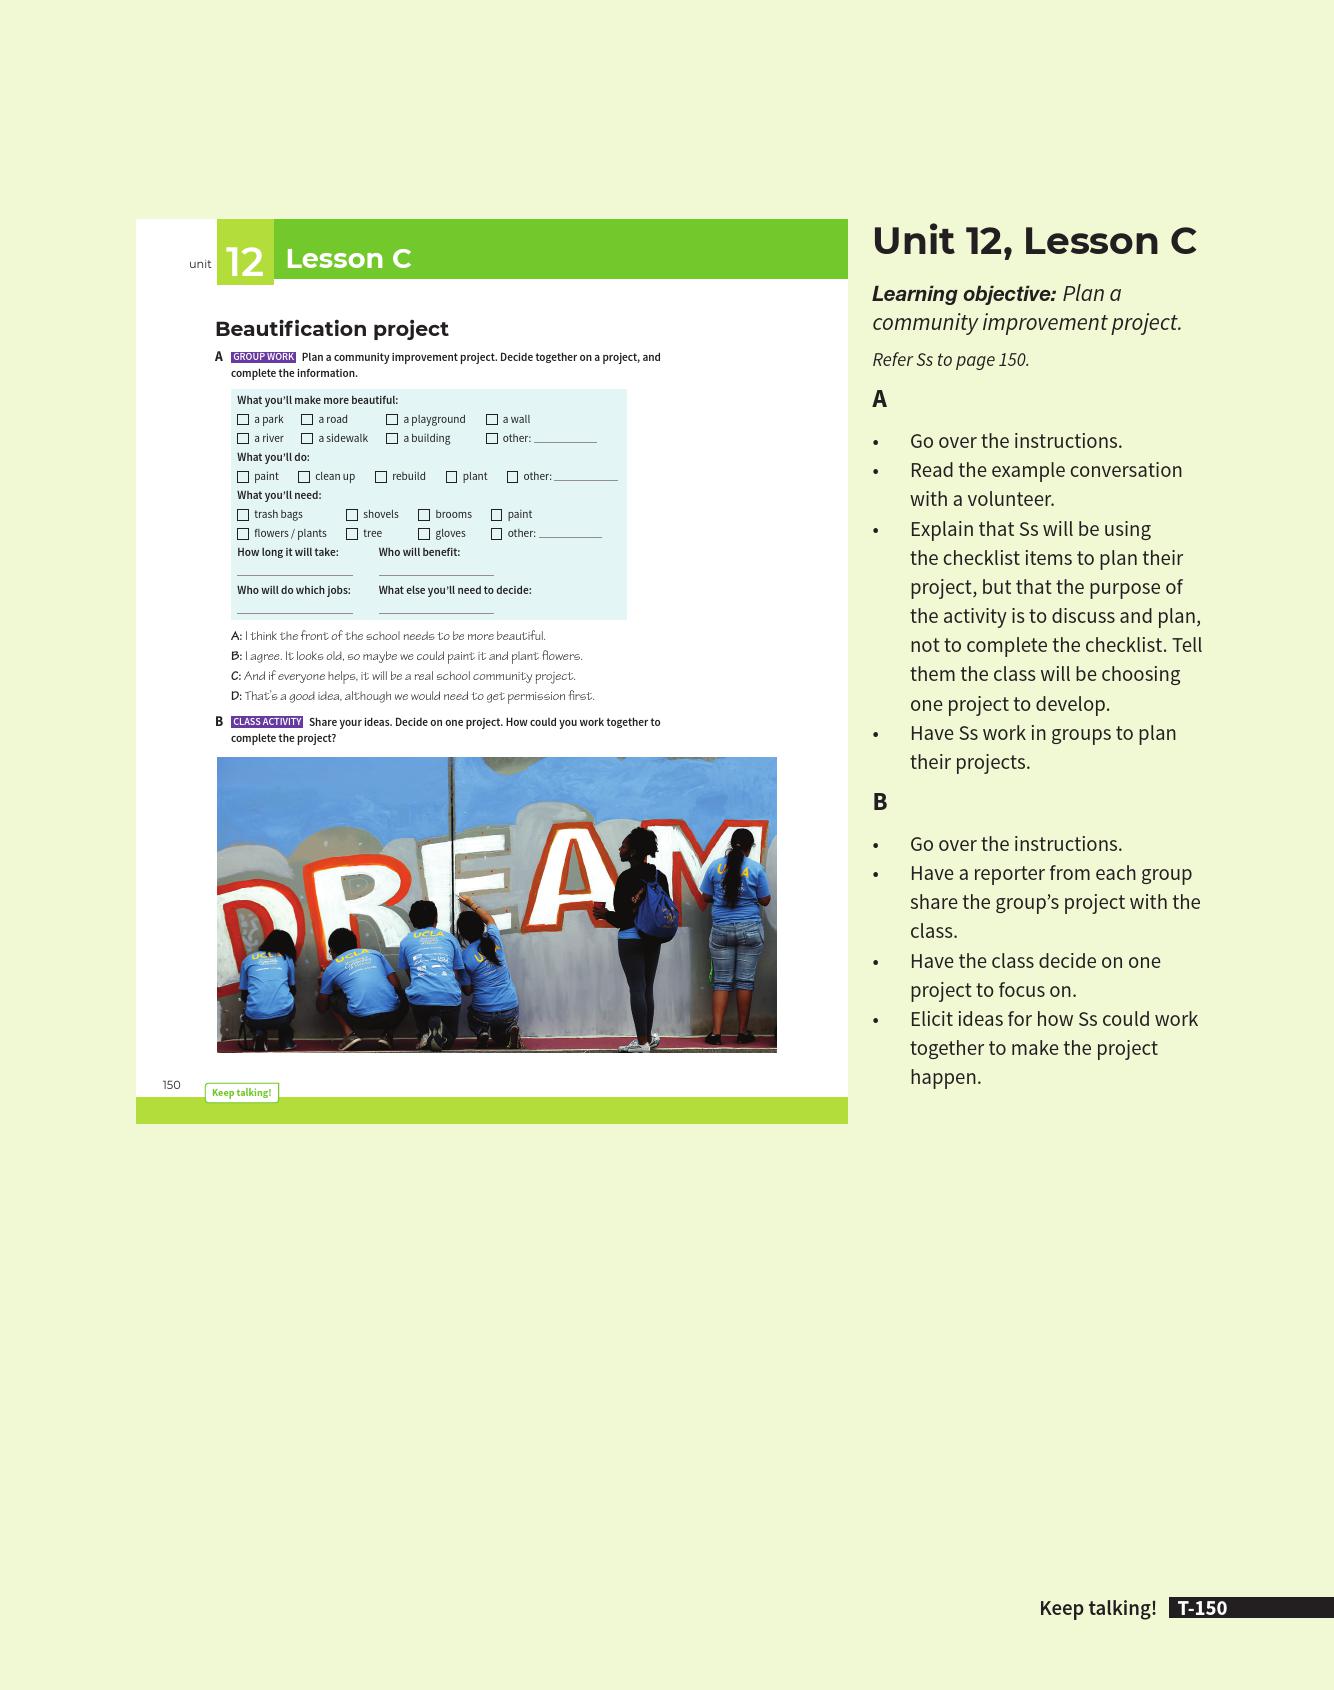 unit 12 Lesson C
Beautification project
A GROUP WORK Plan a community improvement project. Decide together on a project, and
complete the information.
What you'll make more beautiful:
a park a road a playground a wall
a river a sidewalk a building other: ____________
What you'll do:
paint clean up rebuild plant other: ____________
What you'll need:
trash bags shovels brooms paint
flowers / plants tree gloves other: ____________
How long it will take: Who will benefit:
Who will do which jobs: What else you'll need to decide:
A: I think the front of the school needs to be more beautiful.
B: I agree. It looks old, so maybe we could paint it and plant flowers.
C: And if everyone helps, it will be a real school community project.
D: That's a good idea, although we would need to get permission first.
B CLASS ACTIVITY Share your ideas. Decide on one project. How could you work together to
complete the project?
DREAM
UCLA
UCLA
UCLA
150 Keep talking!
Unit 12, Lesson C
Learning objective: Plan a
community improvement project.
Refer Ss to page 150.
A
• Go over the instructions.
• Read the example conversation
with a volunteer.
• Explain that Ss will be using
the checklist items to plan their
project, but that the purpose of
the activity is to discuss and plan,
not to complete the checklist. Tell
them the class will be choosing
one project to develop.
• Have Ss work in groups to plan
their projects.
B
• Go over the instructions.
• Have a reporter from each group
share the group's project with the
class.
• Have the class decide on one
project to focus on.
• Elicit ideas for how Ss could work
together to make the project
happen.
Keep talking! T-150